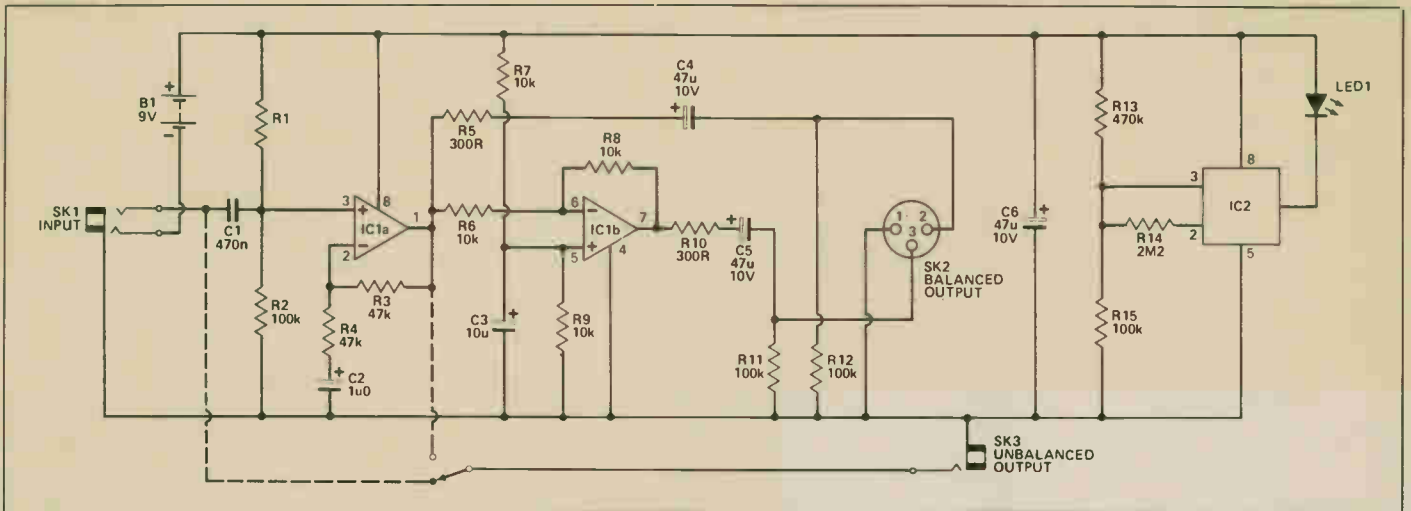 B1
9V
+
-
SK1
INPUT
C1
470n
R1
R2
100k
3
+
8
IC1a
1
-
2
R3
47k
R4
47k
+
C2
1u0
R5
300R
R6
10k
R7
10k
+
C3
10u
R8
10k
6
-
IC1b
7
+
5
4
R9
10k
R10
300R
+
C5
47u
10V
C4
47u
10V
+
1
2
3
SK2
BALANCED
OUTPUT
R11
100k
R12
100k
C6
47u
10V
+
R13
470k
R14
2M2
R15
100k
3
8
IC2
2
5
LED1
SK3
UNBALANCED
OUTPUT